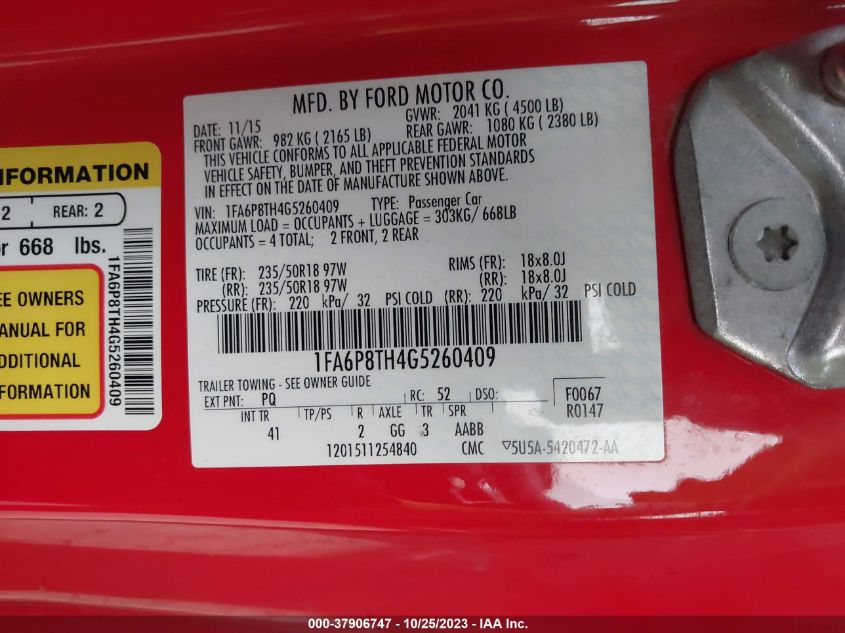 MFD. BY FORD MOTOR CO.
DATE: 11/15 GVWR: 2041 KG ( 4500 LB)
FRONT GAWR: 982 KG ( 2165 LB) REAR GAWR: 1080 KG ( 2380 LB)
THIS VEHICLE CONFORMS TO ALL APPLICABLE FEDERAL MOTOR
VEHICLE SAFETY, BUMPER, AND THEFT PREVENTION STANDARDS
IN EFFECT ON THE DATE OF MANUFACTURE SHOWN ABOVE.
VIN: 1FA6P8TH4G5260409 TYPE: Passenger Car
MAXIMUM LOAD = OCCUPANTS + LUGGAGE = 303KG/ 668LB
OCCUPANTS = 4 TOTAL; 2 FRONT, 2 REAR
TIRE (FR): 235/50R18 97W RIMS (FR): 18x8.0J
(RR): 235/50R18 97W (RR): 18x8.0J
PRESSURE (FR): 220 kPa/ 32 PSI COLD (RR): 220 kPa/ 32 PSI COLD
1FA6P8TH4G5260409
TRAILER TOWING - SEE OWNER GUIDE
EXT PNT: PQ RC: 52 DSO: F0067
R0147
INT TR TP/PS R AXLE TR SPR
41 2 GG 3 AABB
1201511254840 CMC ▽5U5A-5420472-AA
NFORMATION
2 REAR: 2
or 668 lbs.
EE OWNERS
MANUAL FOR
ADDITIONAL
NFORMATION
1FA6P8TH4G5260409
000-37906747 - 10/25/2023 - IAA Inc.